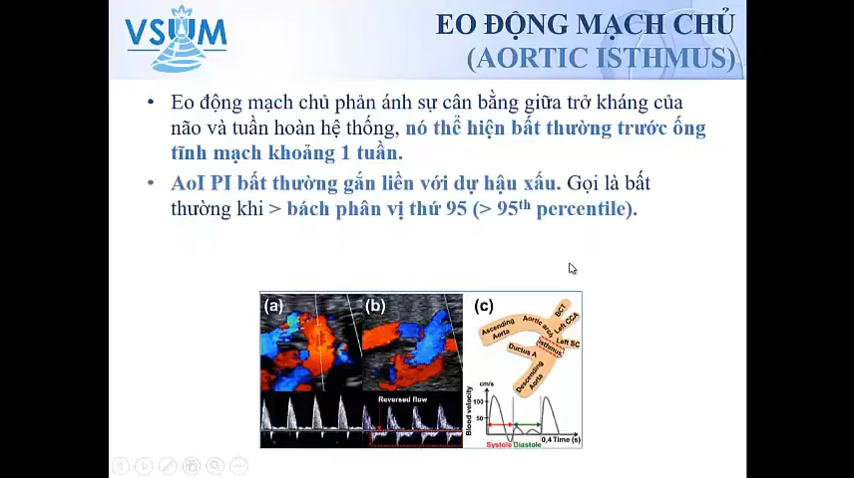 VSUM
EO ĐỘNG MẠCH CHỦ
(AORTIC ISTHMUS)
• Eo động mạch chủ phản ánh sự cân bằng giữa trở kháng của
não và tuần hoàn hệ thống, nó thể hiện bất thường trước ống
tĩnh mạch khoảng 1 tuần.
• AoI PI bất thường gắn liền với dự hậu xấu. Gọi là bất
thường khi > bách phân vị thứ 95 (> 95th percentile).
(a)
(b)
Reversed flow
(c)
BCT
Left CCA
Aortic arcs
Ascending
Aorta
Left SC
Isthmus
Ductus A
Descending
Aorta
cm/s
100
50
Blood velocity
Systole Diastole
0,4 Time (s)